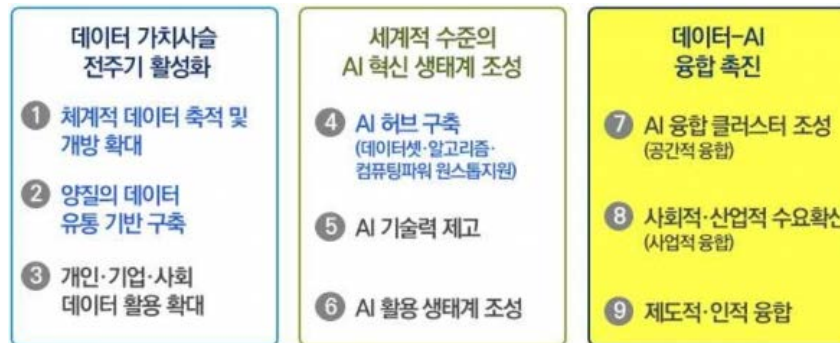 데이터 가치사슬
전주기 활성화
1 체계적 데이터 축적 및
개방 확대
2 양질의 데이터
유통 기반 구축
3 개인·기업·사회
데이터 활용 확대
세계적 수준의
AI 혁신 생태계 조성
4 AI 허브 구축
(데이터셋·알고리즘·
컴퓨팅파워 원스톱지원)
5 AI 기술력 제고
6 AI 활용 생태계 조성
데이터-AI
융합 촉진
7 AI 융합 클러스터 조성
(공간적 융합)
8 사회적·산업적 수요확산
(사업적 융합)
9 제도적·인적 융합